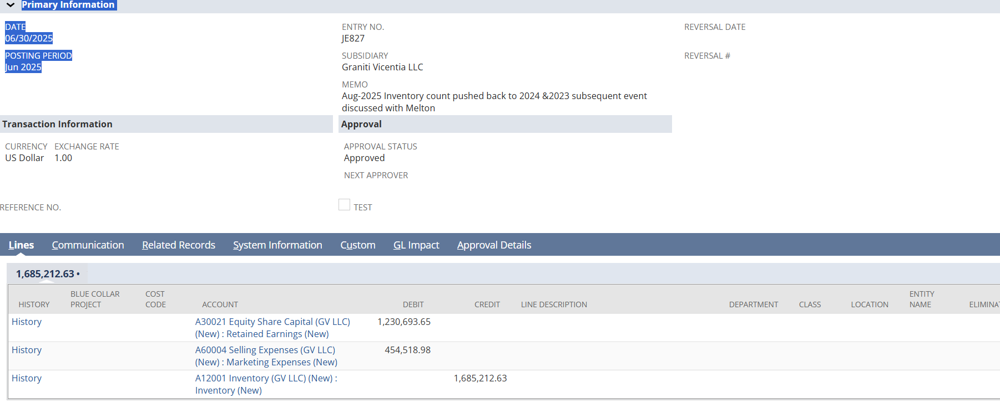 Primary Information
DATE
06/30/2025
POSTING PERIOD
Jun 2025
ENTRY NO.
JE827
SUBSIDIARY
Graniti Vicentia LLC
MEMO
Aug-2025 Inventory count pushed back to 2024 &2023 subsequent event
discussed with Melton
REVERSAL DATE
REVERSAL #
Transaction Information
CURRENCY EXCHANGE RATE
US Dollar 1.00
Approval
APPROVAL STATUS
Approved
NEXT APPROVER
REFERENCE NO.
TEST
Lines Communication Related Records System Information Custom GL Impact Approval Details
1,685,212.63 •
HISTORY BLUE COLLAR PROJECT COST CODE ACCOUNT DEBIT CREDIT LINE DESCRIPTION DEPARTMENT CLASS LOCATION ENTITY NAME ELIMINAT
History A30021 Equity Share Capital (GV LLC) 1,230,693.65
(New) : Retained Earnings (New)
History A60004 Selling Expenses (GV LLC) 454,518.98
(New) : Marketing Expenses (New)
History A12001 Inventory (GV LLC) (New) : 1,685,212.63
Inventory (New)